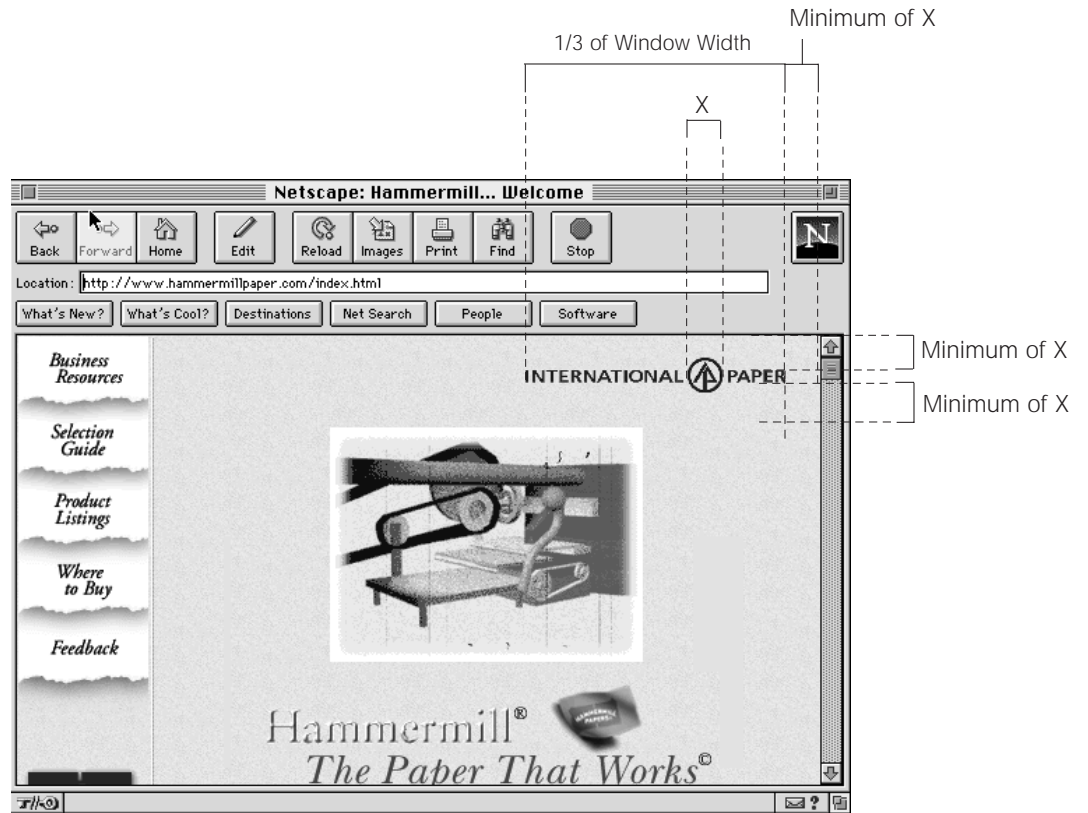 Minimum of X
1/3 of Window Width
X
Netscape: Hammermill... Welcome
Back Forward Home Edit Reload Images Print Find Stop N
Location: http://www.hammermillpaper.com/index.html
What's New? What's Cool? Destinations Net Search People Software
Business
Resources
INTERNATIONAL PAPER
Minimum of X
Minimum of X
Selection
Guide
Product
Listings
Where
to Buy
Feedback
Hammermill®
HAMMERMILL
PAPERS
The Paper That Works©
?